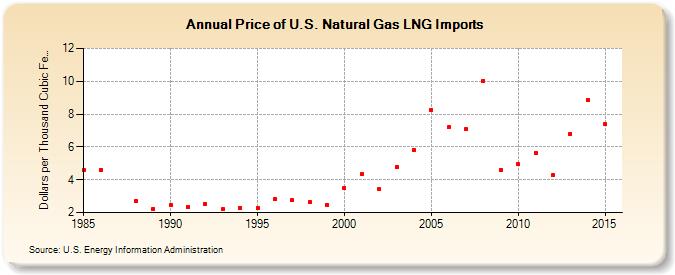 Annual Price of U.S. Natural Gas LNG Imports
Dollars per Thousand Cubic Fe...
12
10
8
6
4
2
1985 1990 1995 2000 2005 2010 2015
Source: U.S. Energy Information Administration